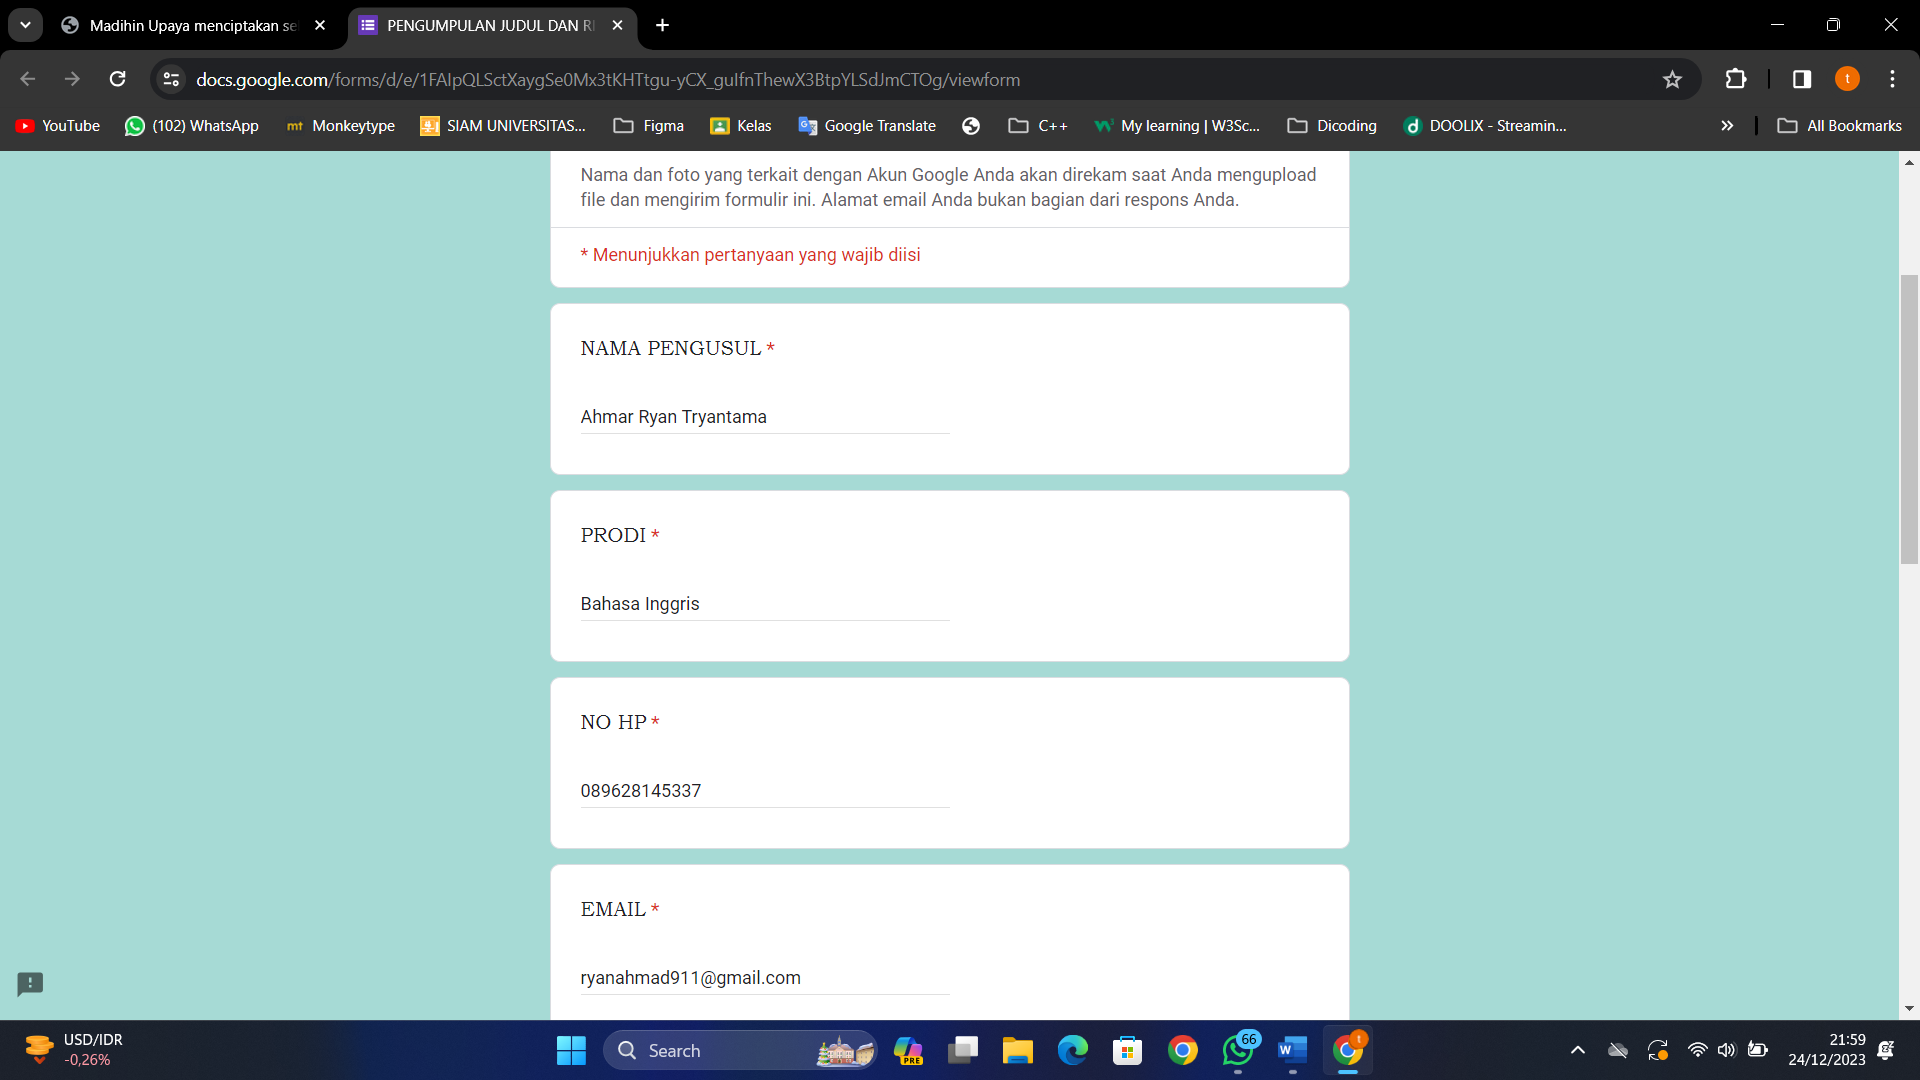 Madihin Upaya menciptakan se
PENGUMPULAN JUDUL DAN R
docs.google.com/forms/d/e/1FAIpQLSctXaygSe0Mx3tKHTtgu-yCX_guIfnThewX3BtpYLSdJmCTOg/viewform
t
YouTube
(102) WhatsApp
mt Monkeytype
SIAM UNIVERSITAS...
Figma
Kelas
Google Translate
C++
My learning | W3Sc...
Dicoding
DOOLIX - Streamin...
All Bookmarks
Nama dan foto yang terkait dengan Akun Google Anda akan direkam saat Anda mengupload
file dan mengirim formulir ini. Alamat email Anda bukan bagian dari respons Anda.
* Menunjukkan pertanyaan yang wajib diisi
NAMA PENGUSUL *
Ahmar Ryan Tryantama
PRODI *
Bahasa Inggris
NO HP *
089628145337
EMAIL *
ryanahmad911@gmail.com
USD/IDR
-0,26%
Search
PRE
66
W
t
21:59
24/12/2023